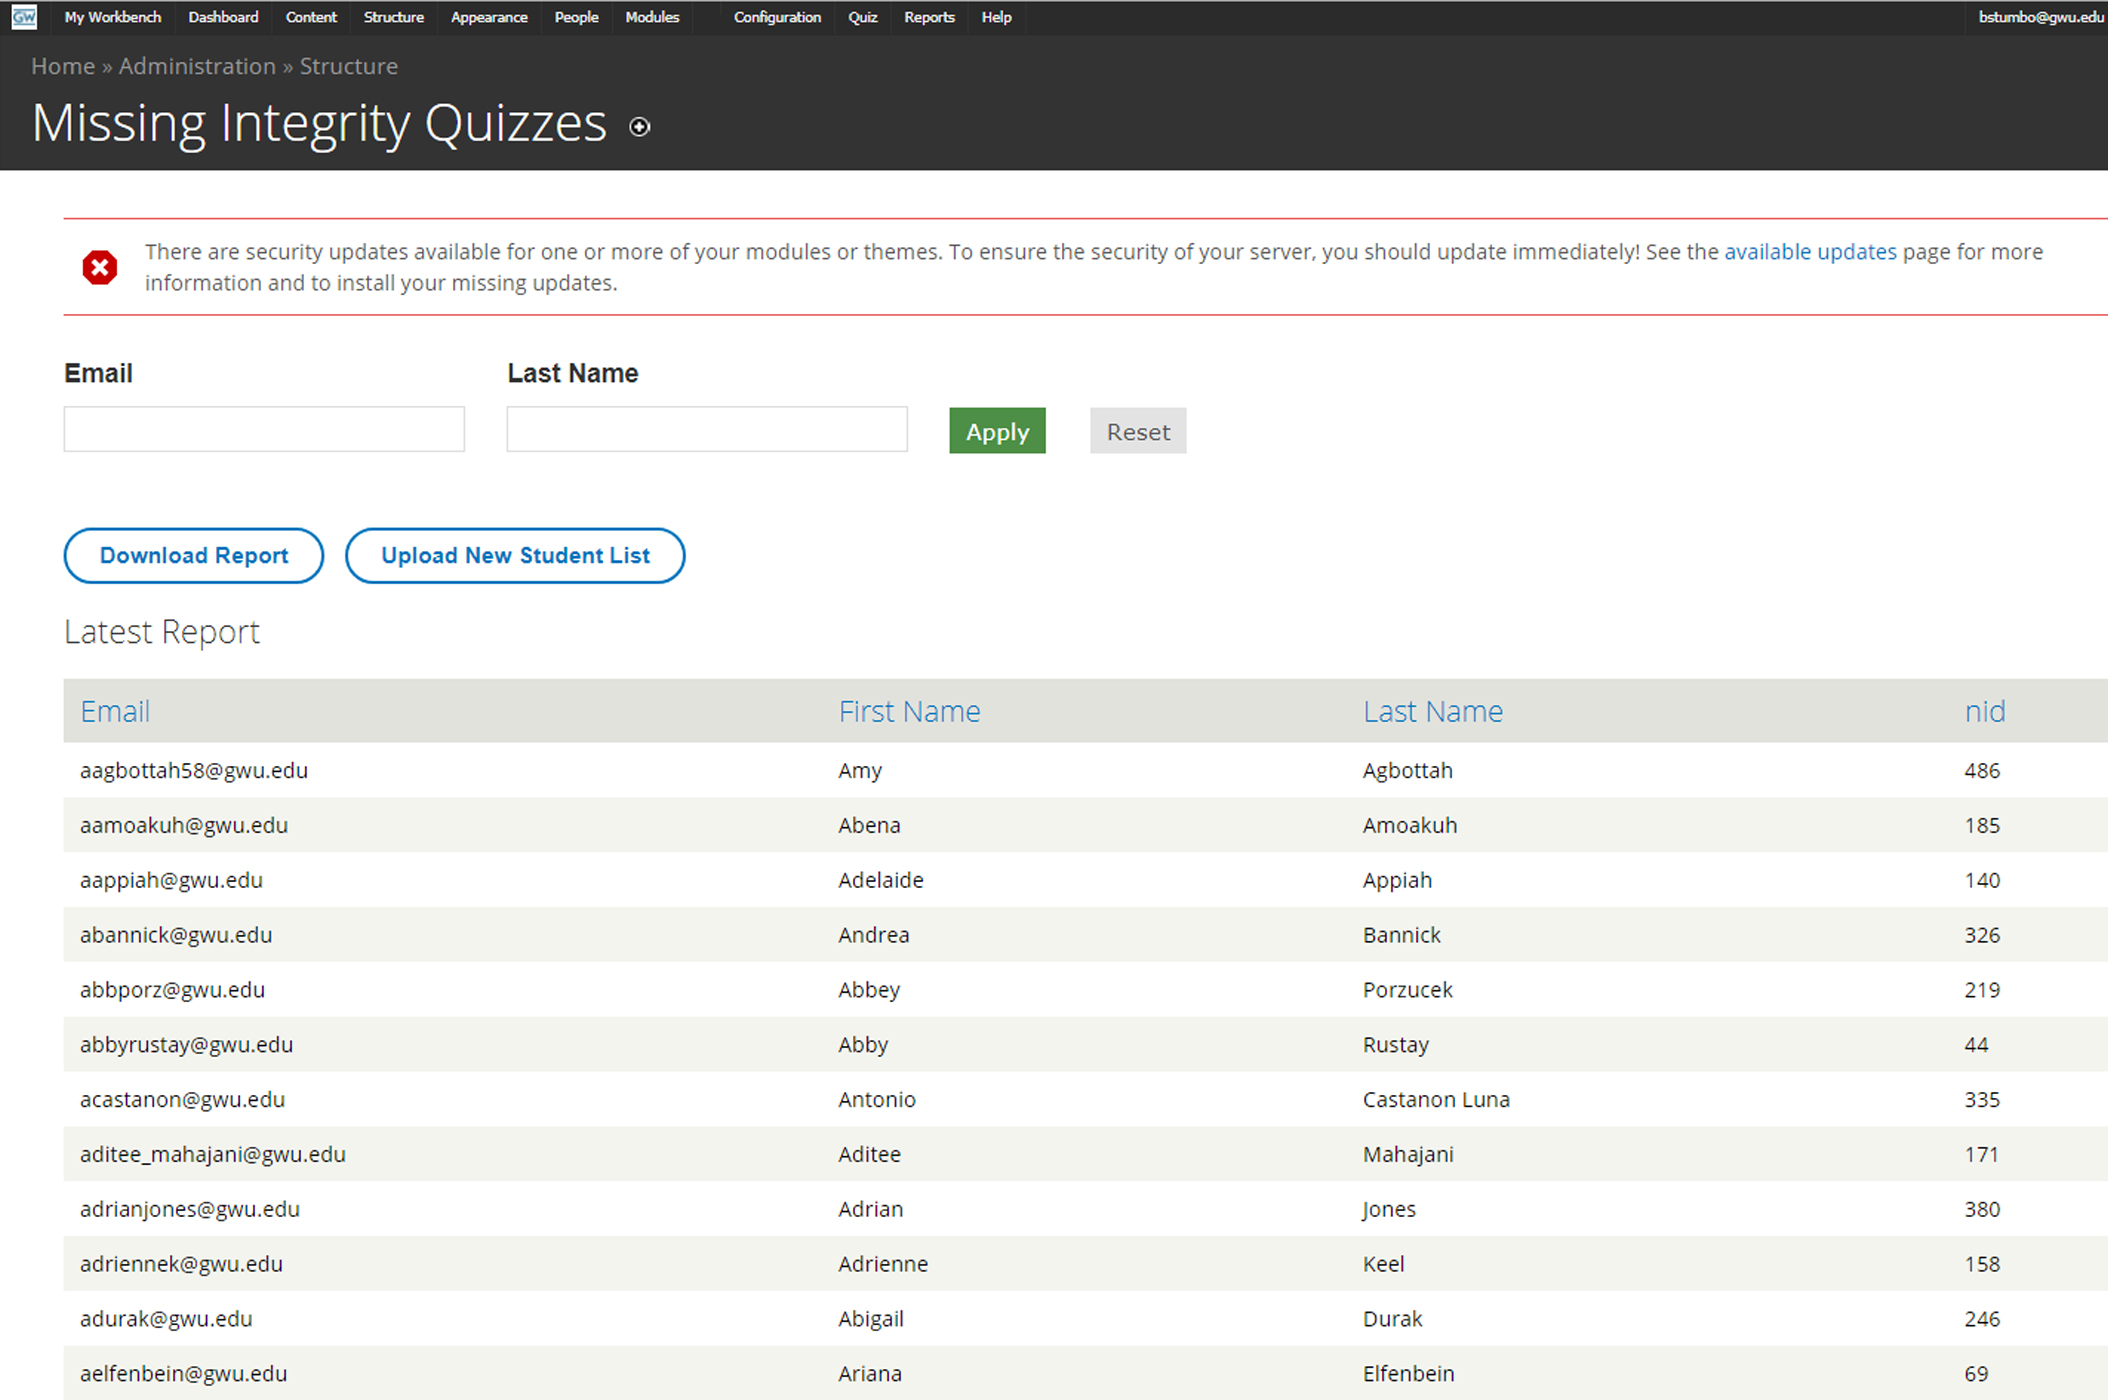 GW My Workbench Dashboard Content Structure Appearance People Modules Configuration Quiz Reports Help bstumbo@gwu.edu
Home » Administration » Structure
Missing Integrity Quizzes
There are security updates available for one or more of your modules or themes. To ensure the security of your server, you should update immediately! See the available updates page for more
information and to install your missing updates.
Email Last Name
Apply Reset
Download Report Upload New Student List
Latest Report
Email First Name Last Name nid
aagbottah58@gwu.edu Amy Agbottah 486
aamoakuh@gwu.edu Abena Amoakuh 185
aappiah@gwu.edu Adelaide Appiah 140
abannick@gwu.edu Andrea Bannick 326
abbporz@gwu.edu Abbey Porzucek 219
abbyrustay@gwu.edu Abby Rustay 44
acastanon@gwu.edu Antonio Castanon Luna 335
aditee_mahajani@gwu.edu Aditee Mahajani 171
adrianjones@gwu.edu Adrian Jones 380
adriennek@gwu.edu Adrienne Keel 158
adurak@gwu.edu Abigail Durak 246
aelfenbein@gwu.edu Ariana Elfenbein 69